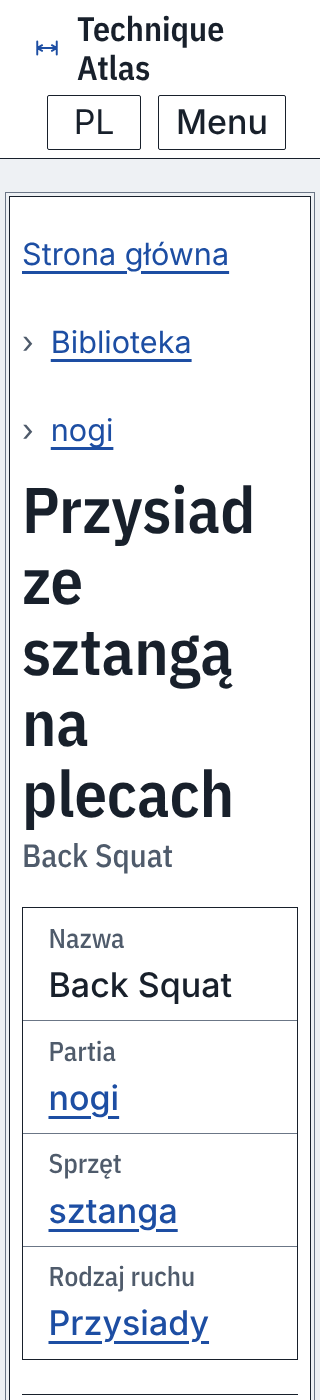 Technique
Atlas
PL
Menu
Strona główna
› Biblioteka
› nogi
Przysiad
ze
sztangą
na
plecach
Back Squat
Nazwa
Back Squat
Partia
nogi
Sprzęt
sztanga
Rodzaj ruchu
Przysiady